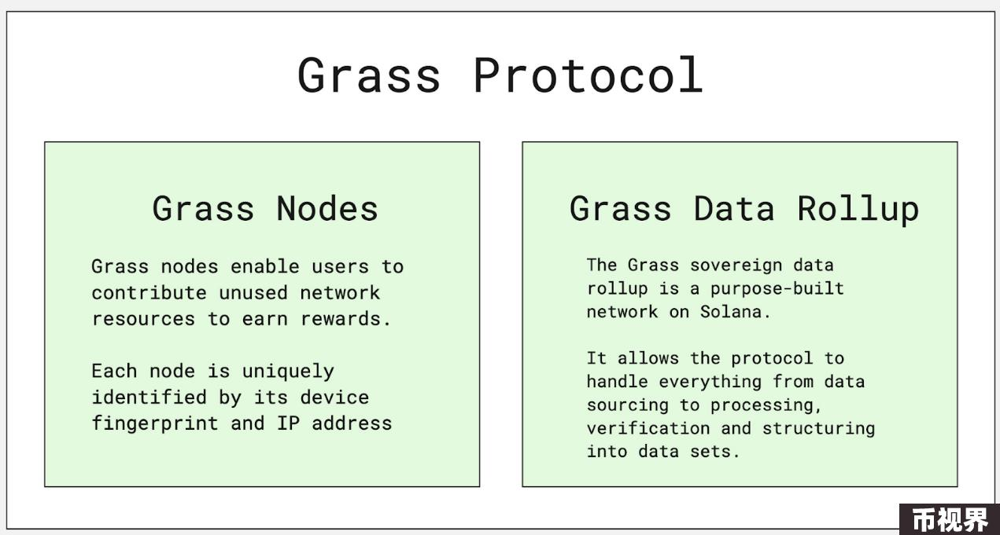 Grass Protocol
Grass Nodes
Grass nodes enable users to
contribute unused network
resources to earn rewards.
Each node is uniquely
identified by its device
fingerprint and IP address
Grass Data Rollup
The Grass sovereign data
rollup is a purpose-built
network on Solana.
It allows the protocol to
handle everything from data
sourcing to processing,
verification and structuring
into data sets.
币视界